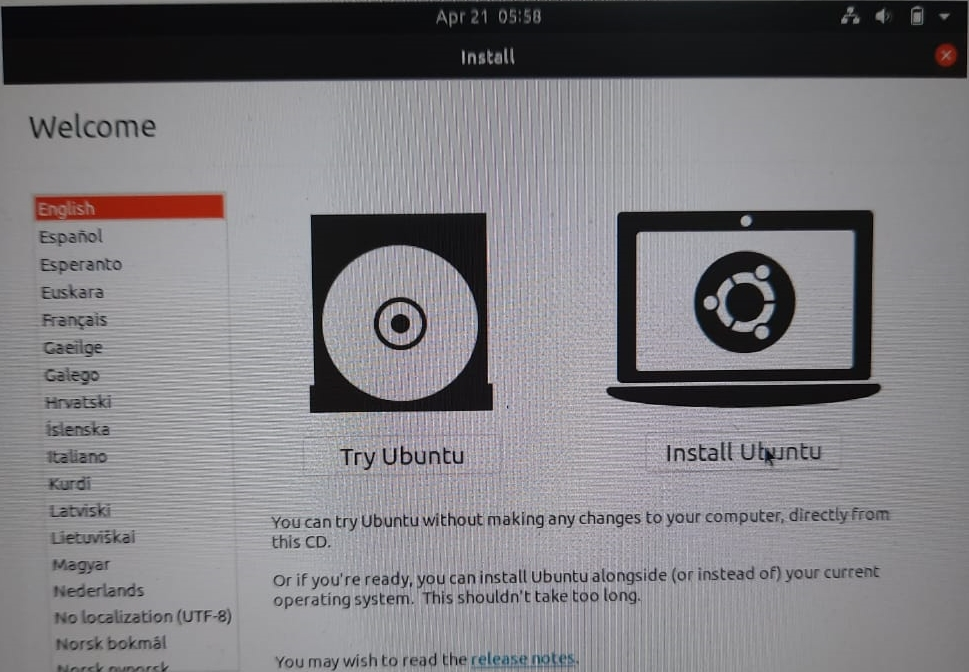 Apr 21 05:58
Install
Welcome
English
Español
Esperanto
Euskara
Français
Gaeilge
Galego
Hrvatski
Íslenska
Italiano
Kurdî
Latviski
Lietuviškai
Magyar
Nederlands
No localization (UTF-8)
Norsk bokmål
Norsk nynorsk
Try Ubuntu
Install Ubuntu
You can try Ubuntu without making any changes to your computer, directly from
this CD.
Or if you're ready, you can install Ubuntu alongside (or instead of) your current
operating system. This shouldn't take too long.
You may wish to read the release notes.